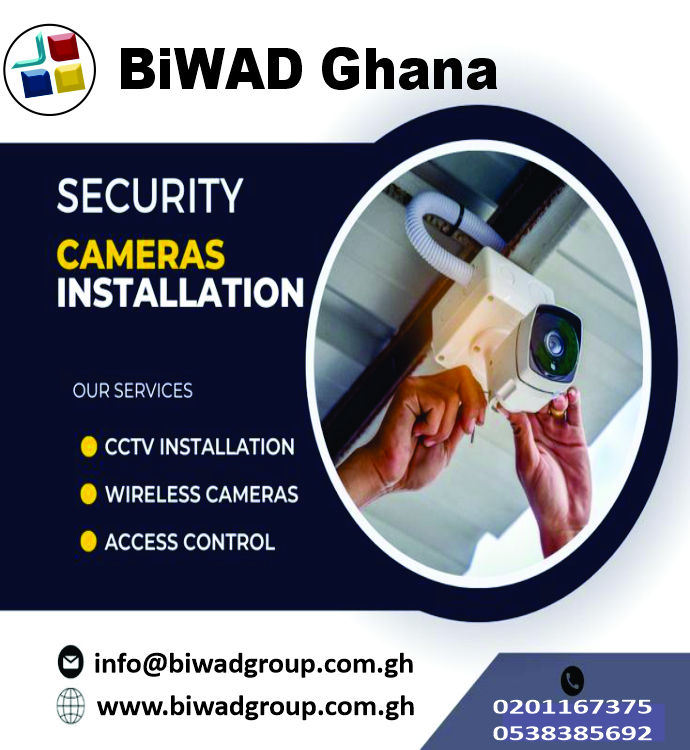 BiWAD Ghana
SECURITY
CAMERAS
INSTALLATION
OUR SERVICES
CCTV INSTALLATION
WIRELESS CAMERAS
ACCESS CONTROL
info@biwadgroup.com.gh
www.biwadgroup.com.gh
0201167375
0538385692